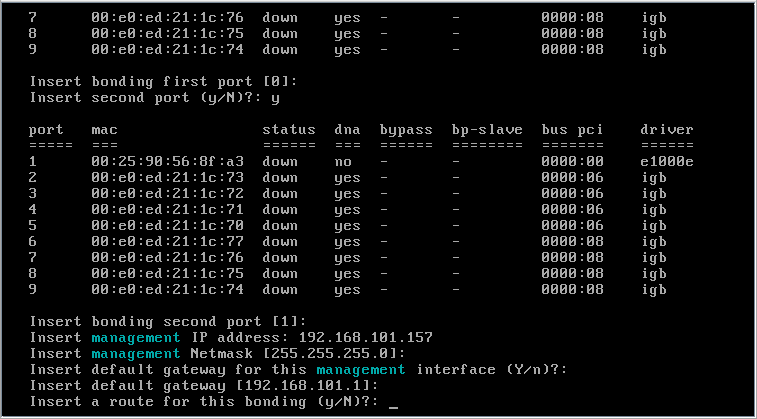 7 00:e0:ed:21:1c:76 down yes - - 0000:08 igb
8 00:e0:ed:21:1c:75 down yes - - 0000:08 igb
9 00:e0:ed:21:1c:74 down yes - - 0000:08 igb
Insert bonding first port [0]:
Insert second port (y/N)?: y
port mac status dna bypass bp-slave bus pci driver
===== === ====== === ====== ======== ======= ======
1 00:25:90:56:8f:a3 down no - - 0000:00 e1000e
2 00:e0:ed:21:1c:73 down yes - - 0000:06 igb
3 00:e0:ed:21:1c:72 down yes - - 0000:06 igb
4 00:e0:ed:21:1c:71 down yes - - 0000:06 igb
5 00:e0:ed:21:1c:70 down yes - - 0000:06 igb
6 00:e0:ed:21:1c:77 down yes - - 0000:08 igb
7 00:e0:ed:21:1c:76 down yes - - 0000:08 igb
8 00:e0:ed:21:1c:75 down yes - - 0000:08 igb
9 00:e0:ed:21:1c:74 down yes - - 0000:08 igb
Insert bonding second port [1]:
Insert management IP address: 192.168.101.157
Insert management Netmask [255.255.255.0]:
Insert default gateway for this management interface (Y/n)?:
Insert default gateway [192.168.101.1]:
Insert a route for this bonding (y/N)?: _